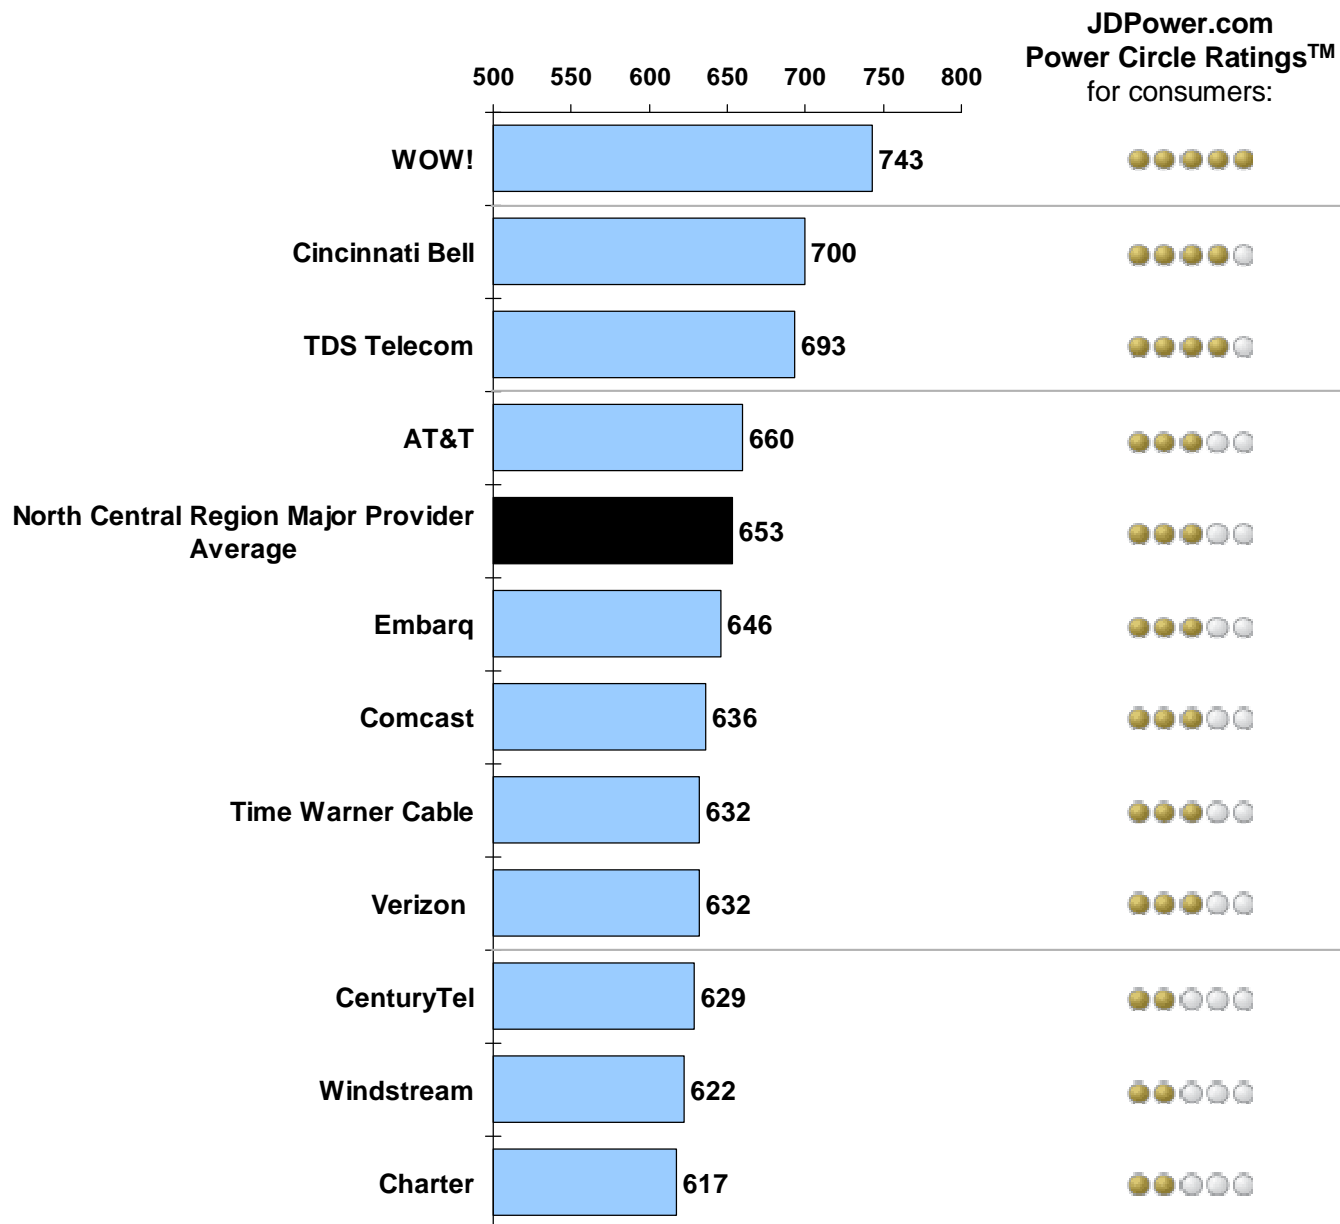 JDPower.com
Power Circle Ratings™
for consumers:
500 550 600 650 700 750 800
WOW! 743
Cincinnati Bell 700
TDS Telecom 693
AT&T 660
North Central Region Major Provider
Average 653
Embarq 646
Comcast 636
Time Warner Cable 632
Verizon 632
CenturyTel 629
Windstream 622
Charter 617